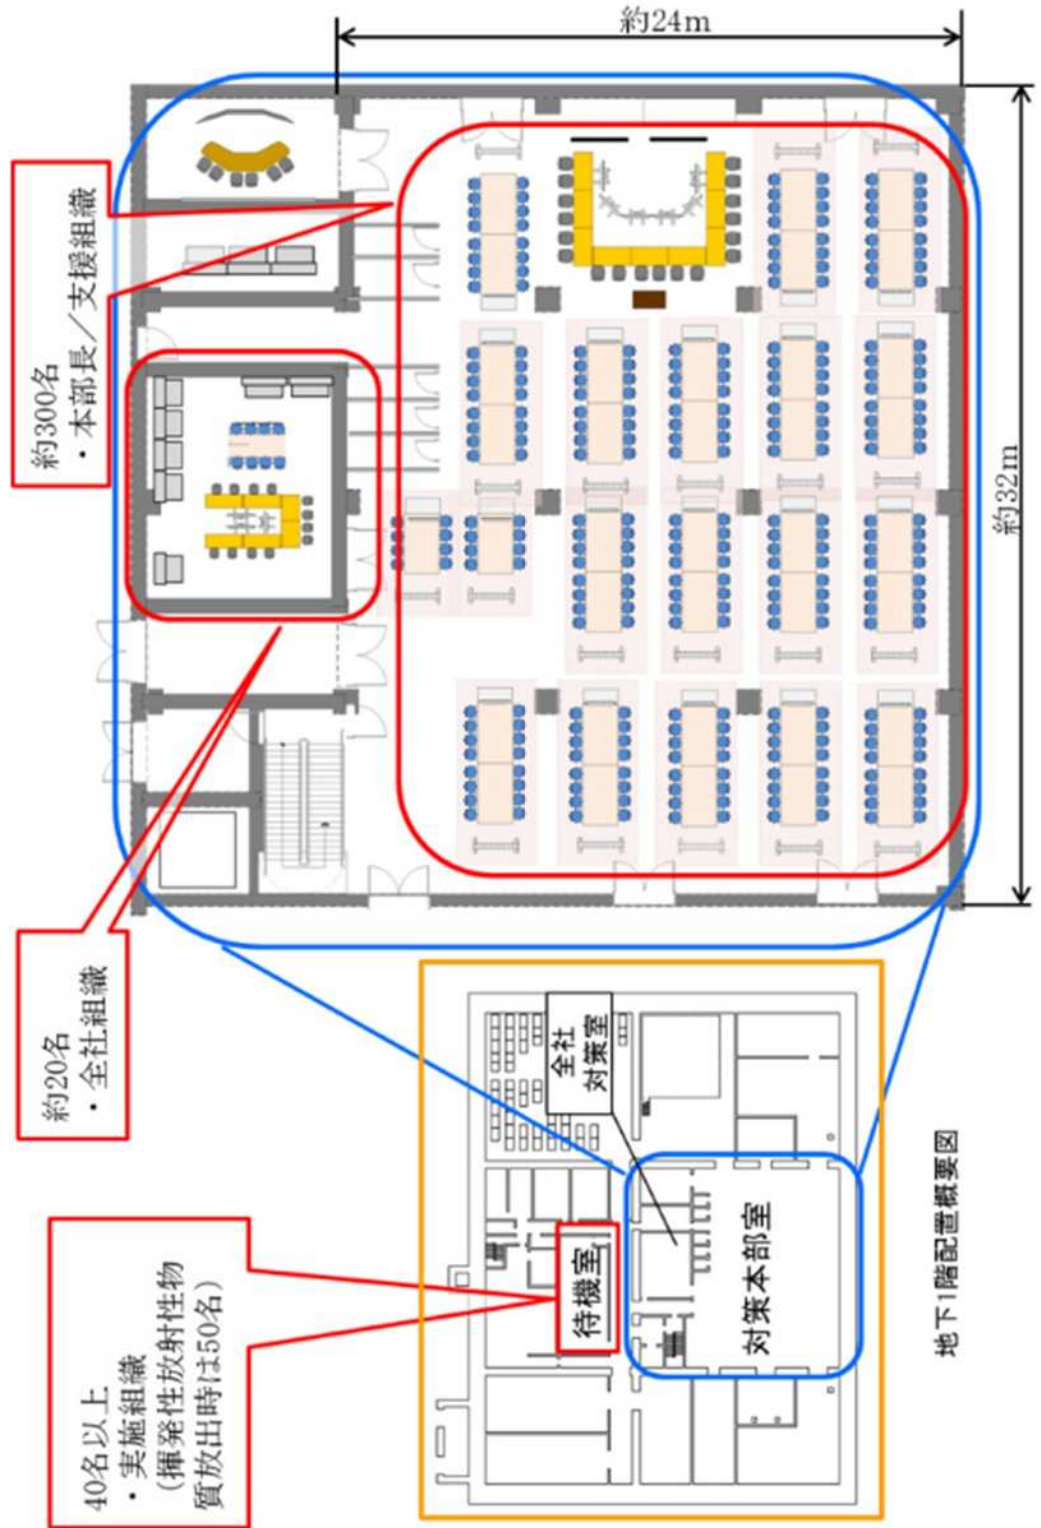 約24m
約32m
約300名
・本部長／支援組織
約20名
・全社組織
40名以上
・実施組織
（揮発性放射性物
質放出時は50名）
全社
対策室
待機室
対策本部室
地下1階配置概要図